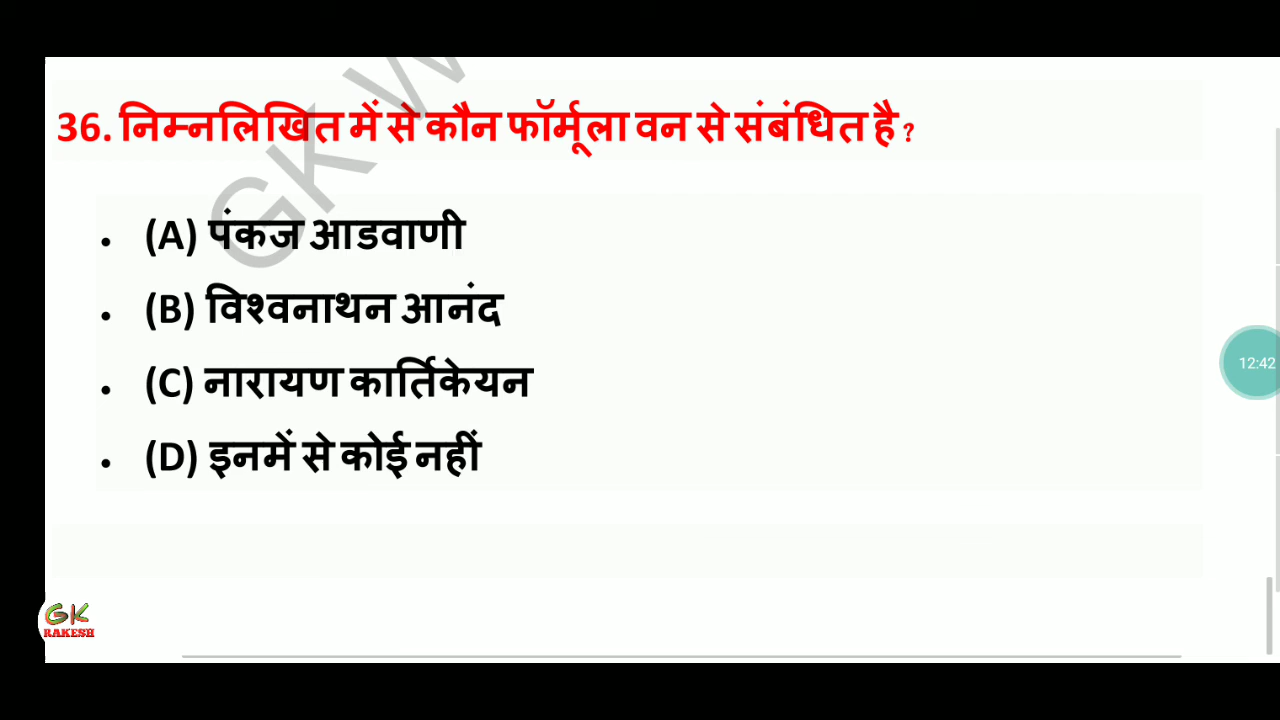 36. निम्नलिखित में से कौन फॉर्मूला वन से संबंधित है ?
• (A) पंकज आडवाणी
• (B) विश्वनाथन आनंद
• (C) नारायण कार्तिकेयन
• (D) इनमें से कोई नहीं
12:42
GK
RAKESH